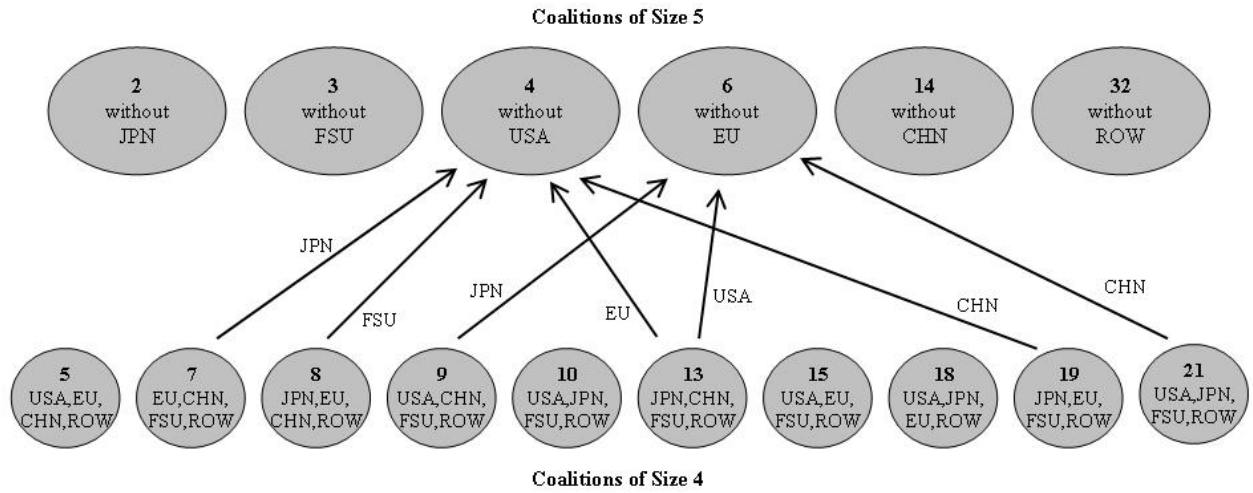 Coalitions of Size 5
2
without
JPN
3
without
FSU
4
without
USA
6
without
EU
14
without
CHN
32
without
ROW
JPN
FSU
JPN
EU
USA
CHN
CHN
5
USA,EU,
CHN,ROW
7
EU,CHN,
FSU,ROW
8
JPN,EU,
CHN,ROW
9
USA,CHN,
FSU,ROW
10
USA,JPN,
FSU,ROW
13
JPN,CHN,
FSU,ROW
15
USA,EU,
FSU,ROW
18
USA,JPN,
EU,ROW
19
JPN,EU,
FSU,ROW
21
USA,JPN,
FSU,ROW
Coalitions of Size 4